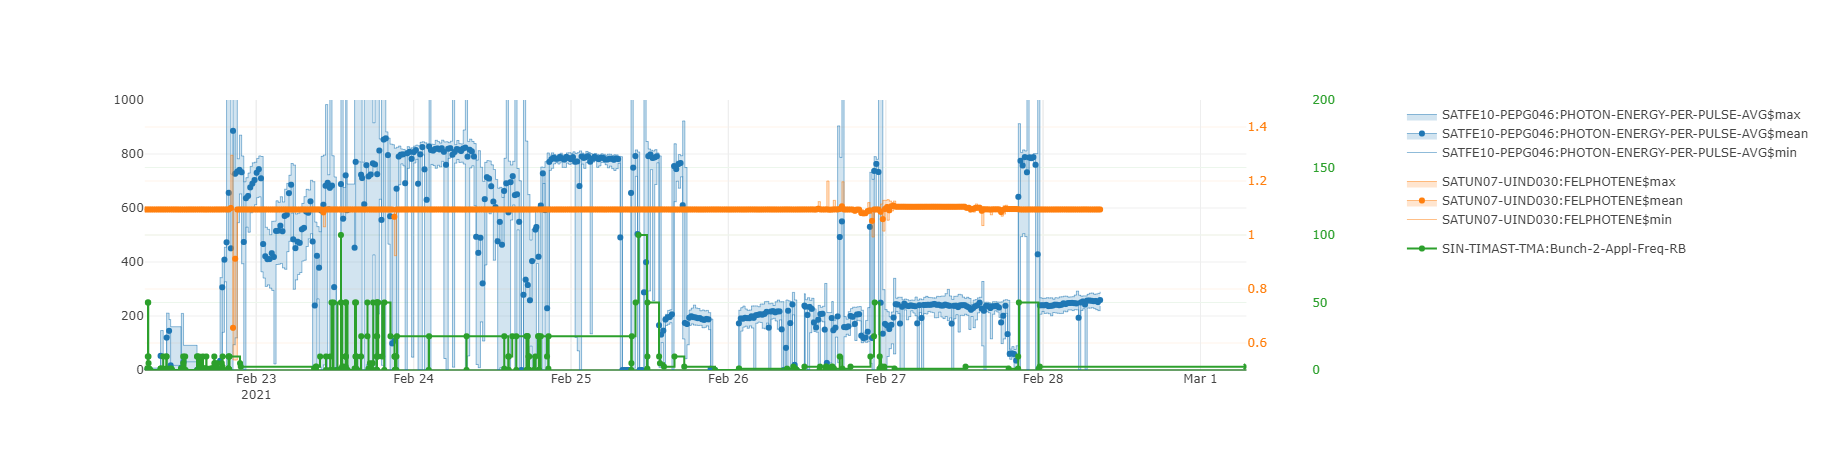 1000
800
600
400
200
0
Feb 23
2021
Feb 24
Feb 25
Feb 26
Feb 27
Feb 28
Mar 1
1.4
1.2
1
0.8
0.6
200
150
100
50
0
SATFE10-PEPG046:PHOTON-ENERGY-PER-PULSE-AVG$max
SATFE10-PEPG046:PHOTON-ENERGY-PER-PULSE-AVG$mean
SATFE10-PEPG046:PHOTON-ENERGY-PER-PULSE-AVG$min
SATUN07-UIND030:FELPHOTENE$max
SATUN07-UIND030:FELPHOTENE$mean
SATUN07-UIND030:FELPHOTENE$min
SIN-TIMAST-TMA:Bunch-2-Appl-Freq-RB